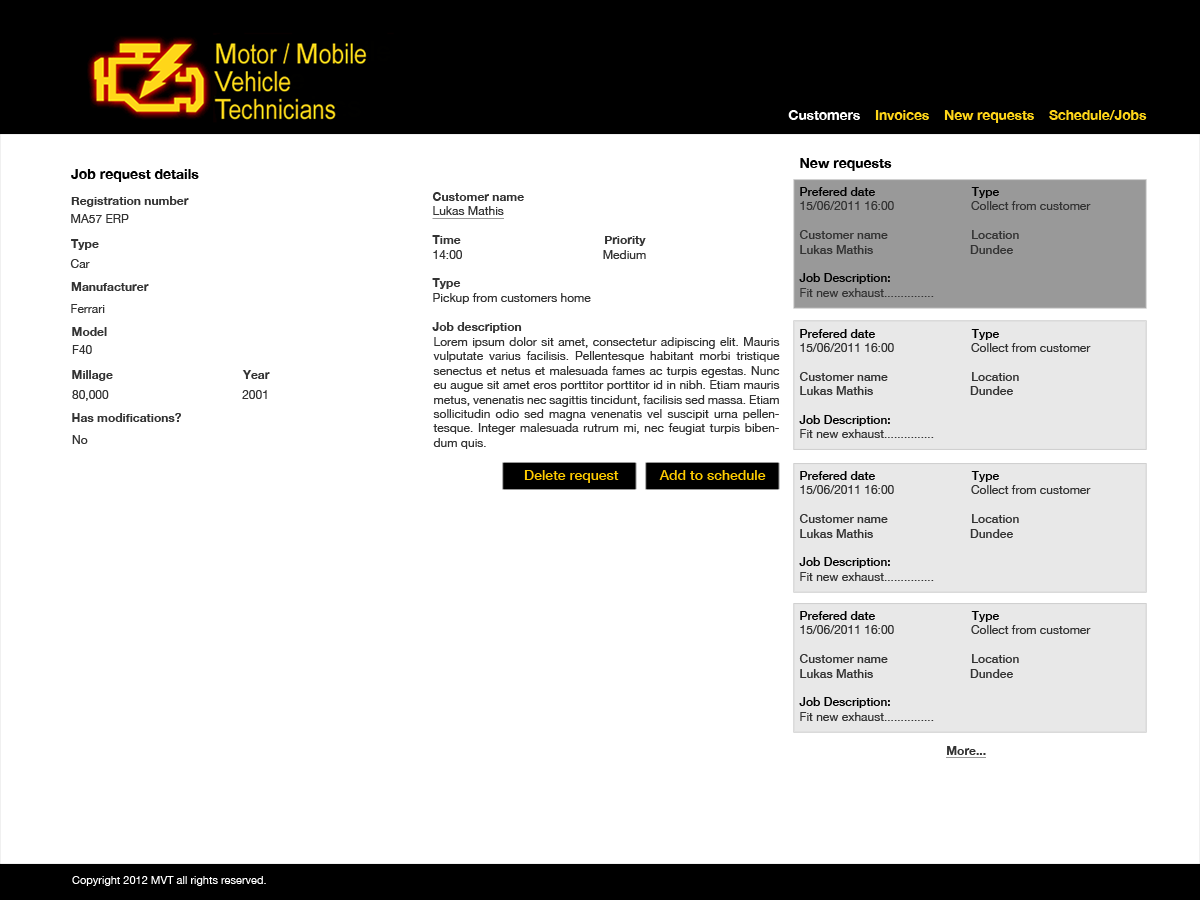 Motor / Mobile
Vehicle
Technicians
Customers Invoices New requests Schedule/Jobs
Job request details
Registration number
MA57 ERP
Type
Car
Manufacturer
Ferrari
Model
F40
Millage Year
80,000 2001
Has modifications?
No
Customer name
Lukas Mathis
Time Priority
14:00 Medium
Type
Pickup from customers home
Job description
Lorem ipsum dolor sit amet, consectetur adipiscing elit. Mauris
vulputate varius facilisis. Pellentesque habitant morbi tristique
senectus et netus et malesuada fames ac turpis egestas. Nunc
eu augue sit amet eros porttitor porttitor id in nibh. Etiam mauris
metus, venenatis nec sagittis tincidunt, facilisis sed massa. Etiam
sollicitudin odio sed magna venenatis vel suscipit urna pellen-
tesque. Integer malesuada rutrum mi, nec feugiat turpis biben-
dum quis.
Delete request Add to schedule
New requests
Prefered date Type
15/06/2011 16:00 Collect from customer
Customer name Location
Lukas Mathis Dundee
Job Description:
Fit new exhaust..............
Prefered date Type
15/06/2011 16:00 Collect from customer
Customer name Location
Lukas Mathis Dundee
Job Description:
Fit new exhaust..............
Prefered date Type
15/06/2011 16:00 Collect from customer
Customer name Location
Lukas Mathis Dundee
Job Description:
Fit new exhaust..............
Prefered date Type
15/06/2011 16:00 Collect from customer
Customer name Location
Lukas Mathis Dundee
Job Description:
Fit new exhaust..............
More...
Copyright 2012 MVT all rights reserved.